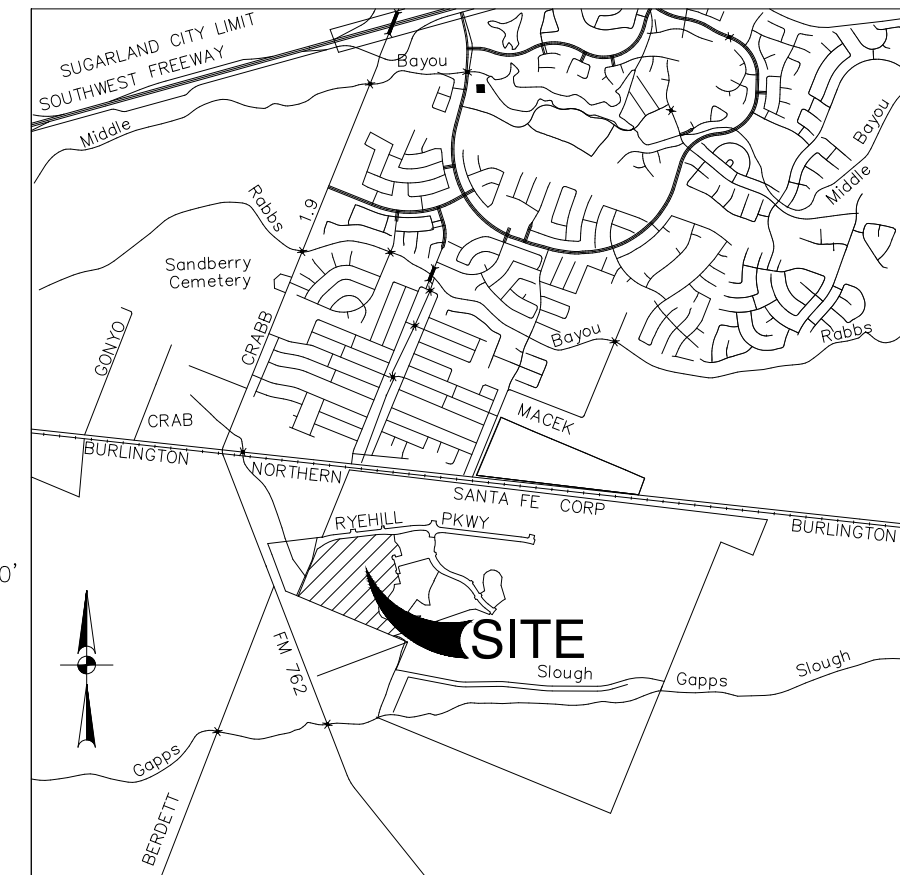 SUGARLAND CITY LIMIT
SOUTHWEST FREEWAY
Bayou
Middle
Bayou
Middle
Rabbs
1.9
Sandberry
Cemetery
GONYO
CRABB
Bayou
Rabbs
CRAB
MACEK
BURLINGTON
NORTHERN
SANTA FE CORP
BURLINGTON
RYEHILL PKWY
0'
SITE
FM 762
Slough
Gapps
Slough
Gapps
BERDETT